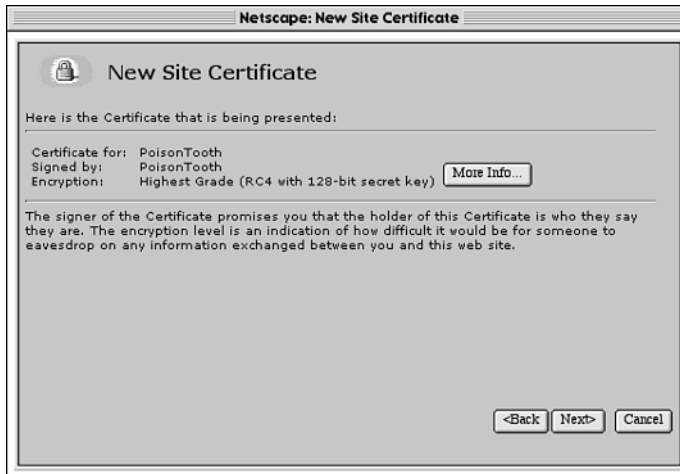 Netscape: New Site Certificate
New Site Certificate
Here is the Certificate that is being presented:
Certificate for: PoisonTooth
Signed by: PoisonTooth
Encryption: Highest Grade (RC4 with 128-bit secret key)
More Info...
The signer of the Certificate promises you that the holder of this Certificate is who they say
they are. The encryption level is an indication of how difficult it would be for someone to
eavesdrop on any information exchanged between you and this web site.
<Back Next> Cancel